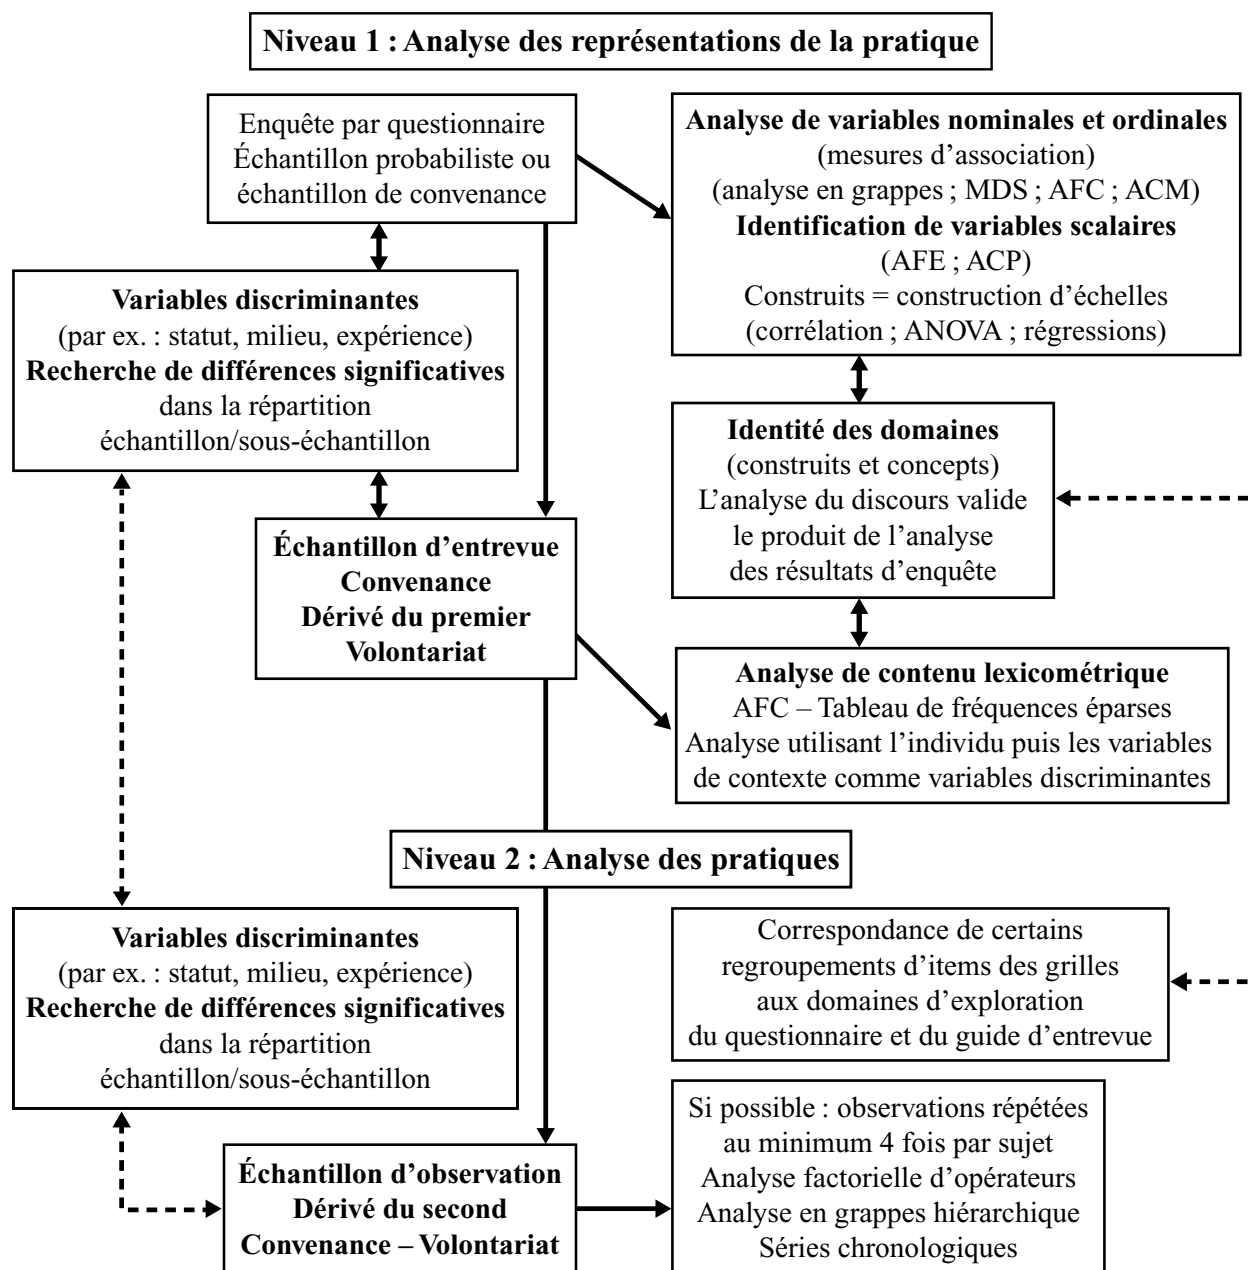 Niveau 1 : Analyse des représentations de la pratique
Enquête par questionnaire
Échantillon probabiliste ou
échantillon de convenance
Analyse de variables nominales et ordinales
(mesures d’association)
(analyse en grappes ; MDS ; AFC ; ACM)
Identification de variables scalaires
(AFE ; ACP)
Construits = construction d’échelles
(corrélation ; ANOVA ; régressions)
Variables discriminantes
(par ex. : statut, milieu, expérience)
Recherche de différences significatives
dans la répartition
échantillon/sous-échantillon
Identité des domaines
(construits et concepts)
L’analyse du discours valide
le produit de l’analyse
des résultats d’enquête
Échantillon d’entrevue
Convenance
Dérivé du premier
Volontariat
Analyse de contenu lexicométrique
AFC – Tableau de fréquences éparses
Analyse utilisant l’individu puis les variables
de contexte comme variables discriminantes
Niveau 2 : Analyse des pratiques
Variables discriminantes
(par ex. : statut, milieu, expérience)
Recherche de différences significatives
dans la répartition
échantillon/sous-échantillon
Correspondance de certains
regroupements d’items des grilles
aux domaines d’exploration
du questionnaire et du guide d’entrevue
Échantillon d’observation
Dérivé du second
Convenance – Volontariat
Si possible : observations répétées
au minimum 4 fois par sujet
Analyse factorielle d’opérateurs
Analyse en grappes hiérarchique
Séries chronologiques